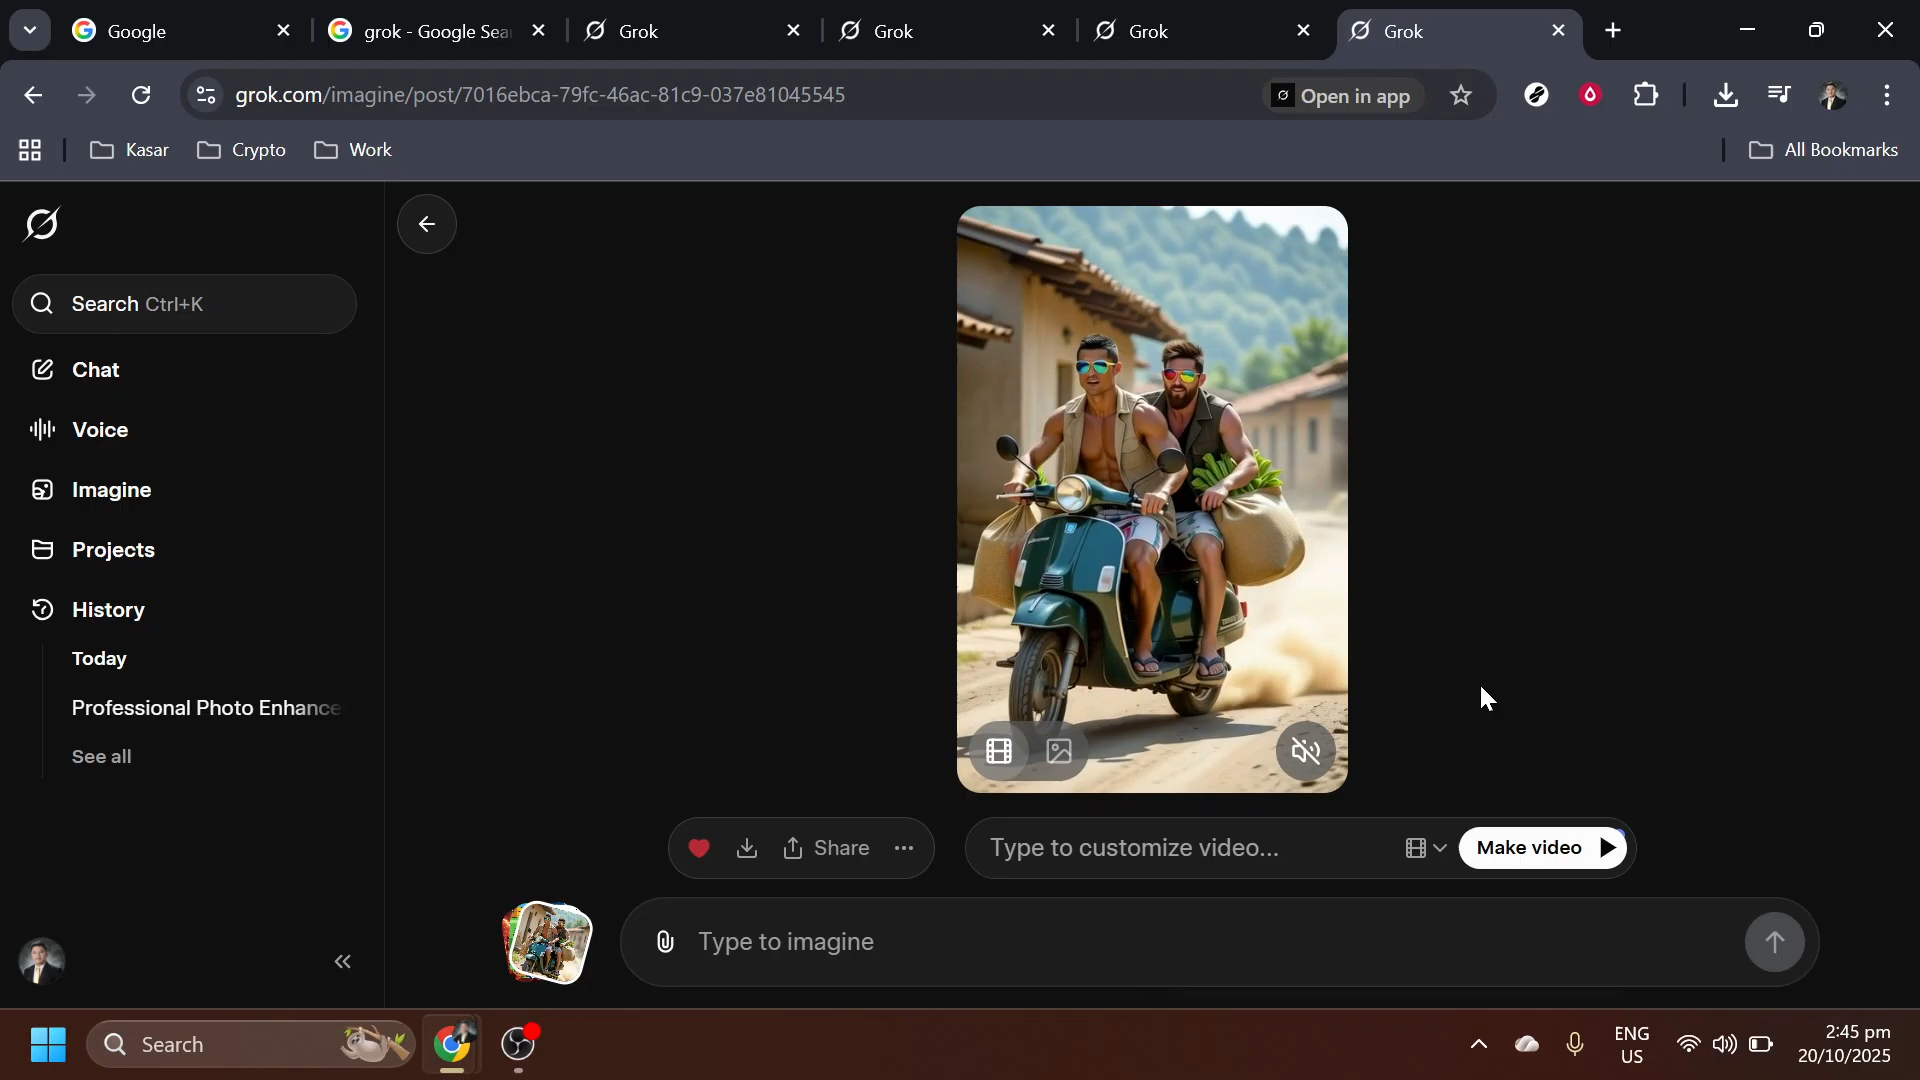 Google
grok - Google Sea
Grok
Grok
Grok
Grok
grok.com/imagine/post/7016ebca-79fc-46ac-81c9-037e81045545
Open in app
Kasar
Crypto
Work
All Bookmarks
Search Ctrl+K
Chat
Voice
Imagine
Projects
History
Today
Professional Photo Enhance
See all
Share
Type to customize video...
Make video
Type to imagine
Search
ENG
US
2:45 pm
20/10/2025